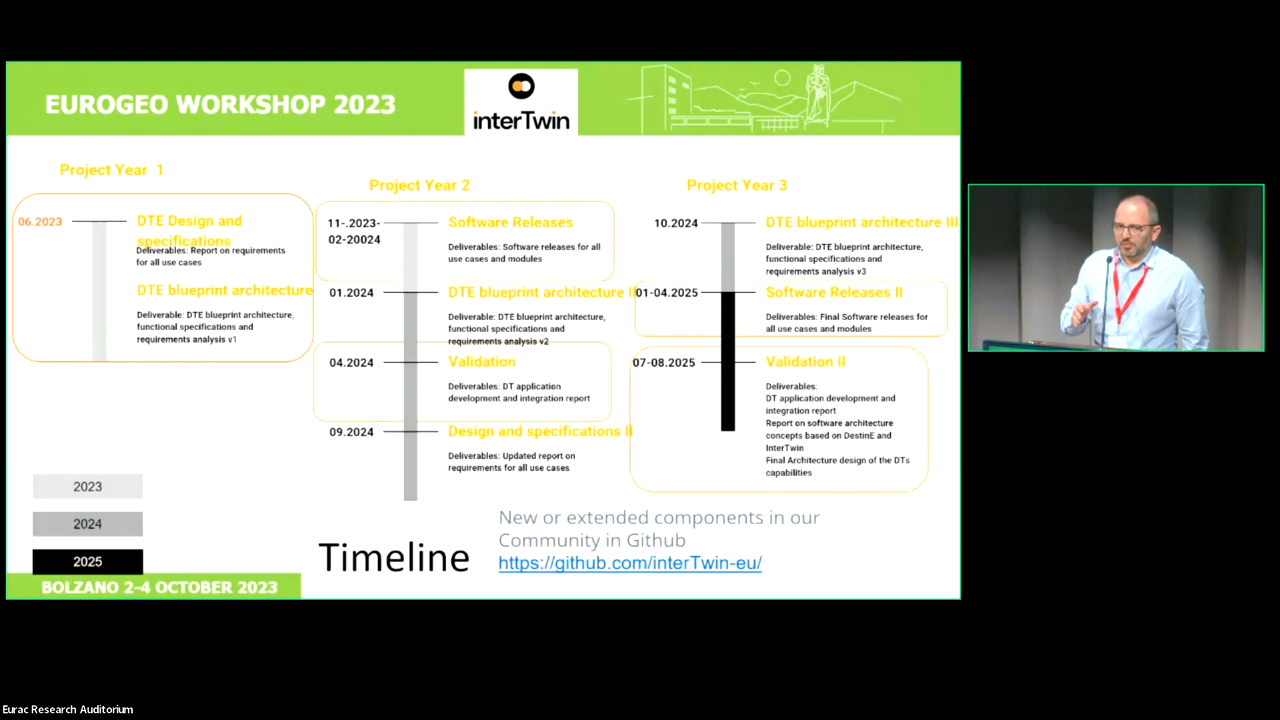 EUROGEO WORKSHOP 2023
interTwin
Project Year 1
06.2023
DTE Design and
specifications
Deliverables: Report on requirements
for all use cases
DTE blueprint architecture
Deliverable: DTE blueprint architecture,
functional specifications and
requirements analysis v1
Project Year 2
11-.2023-
02-20024
Software Releases
Deliverables: Software releases for all
use cases and modules
01.2024
DTE blueprint architecture II
Deliverable: DTE blueprint architecture,
functional specifications and
requirements analysis v2
04.2024
Validation
Deliverables: DT application
development and integration report
09.2024
Design and specifications II
Deliverables: Updated report on
requirements for all use cases
Project Year 3
10.2024
DTE blueprint architecture III
Deliverable: DTE blueprint architecture,
functional specifications and
requirements analysis v3
01-04.2025
Software Releases II
Deliverables: Final Software releases for
all use cases and modules
07-08.2025
Validation II
Deliverables:
DT application development and
integration report
Report on software architecture
concepts based on DestinE and
InterTwin
Final Architecture design of the DTs
capabilities
2023
2024
2025
Timeline
New or extended components in our
Community in Github
https://github.com/interTwin-eu/
BOLZANO 2-4 OCTOBER 2023
Eurac Research Auditorium